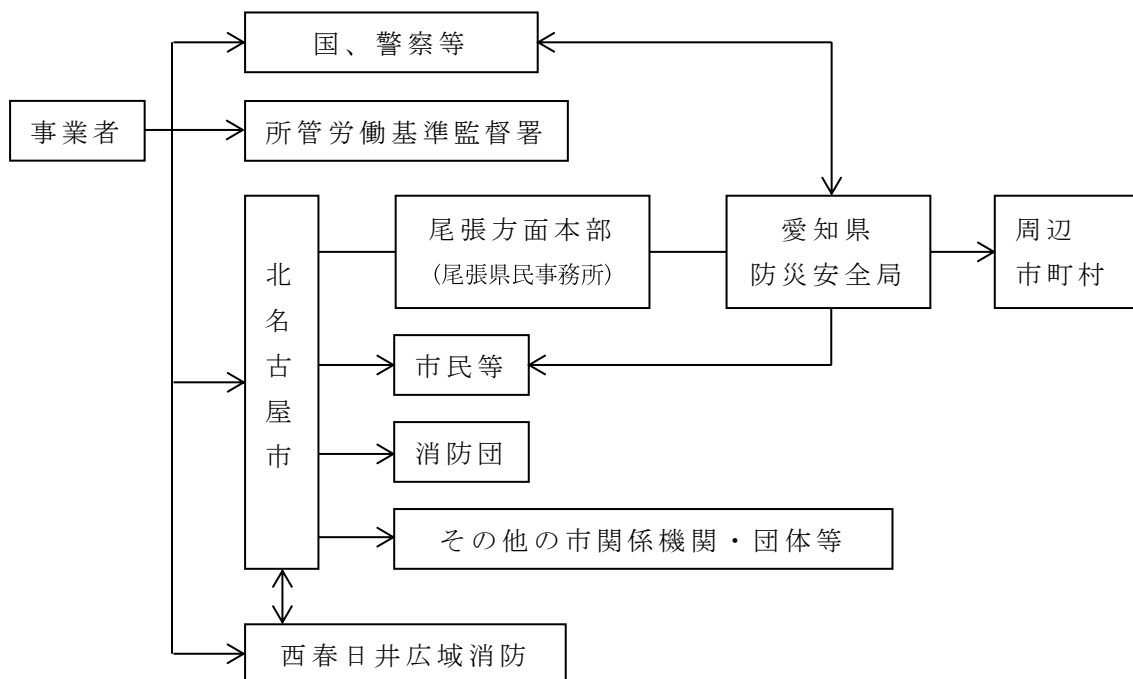 国、警察等
事業者
所管労働基準監督署
北名古屋市
尾張方面本部
(尾張県民事務所)
愛知県
防災安全局
周辺
市町村
市民等
消防団
その他の市関係機関・団体等
西春日井広域消防